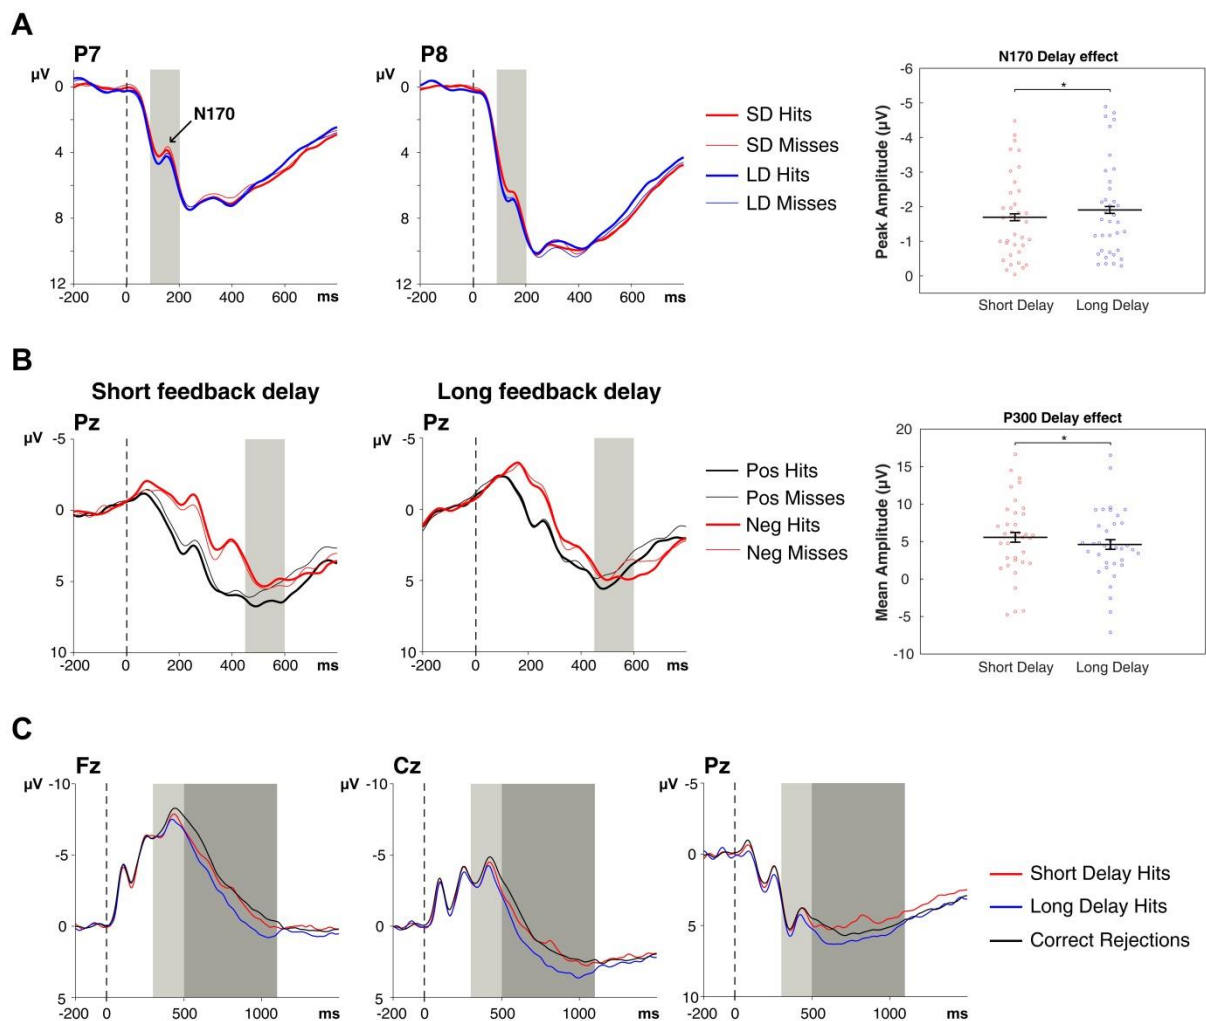 A
P7
P8
N170 Delay effect
µV
0
4
8
12
-200
0
200
400
600
ms
N170
µV
0
4
8
12
-200
0
200
400
600
ms
SD Hits
SD Misses
LD Hits
LD Misses
Peak Amplitude (µV)
-6
-5
-4
-3
-2
-1
0
*
Short Delay
Long Delay
B
Short feedback delay
Long feedback delay
Pz
Pz
P300 Delay effect
µV
-5
0
5
10
-200
0
200
400
600
ms
µV
-5
0
5
10
-200
0
200
400
600
ms
Pos Hits
Pos Misses
Neg Hits
Neg Misses
Mean Amplitude (µV)
20
15
10
5
0
-5
-10
*
Short Delay
Long Delay
C
Fz
Cz
Pz
µV
-10
-5
0
5
-200
0
500
1000
ms
µV
-10
-5
0
5
-200
0
500
1000
ms
µV
-5
0
5
10
-200
0
500
1000
ms
Short Delay Hits
Long Delay Hits
Correct Rejections